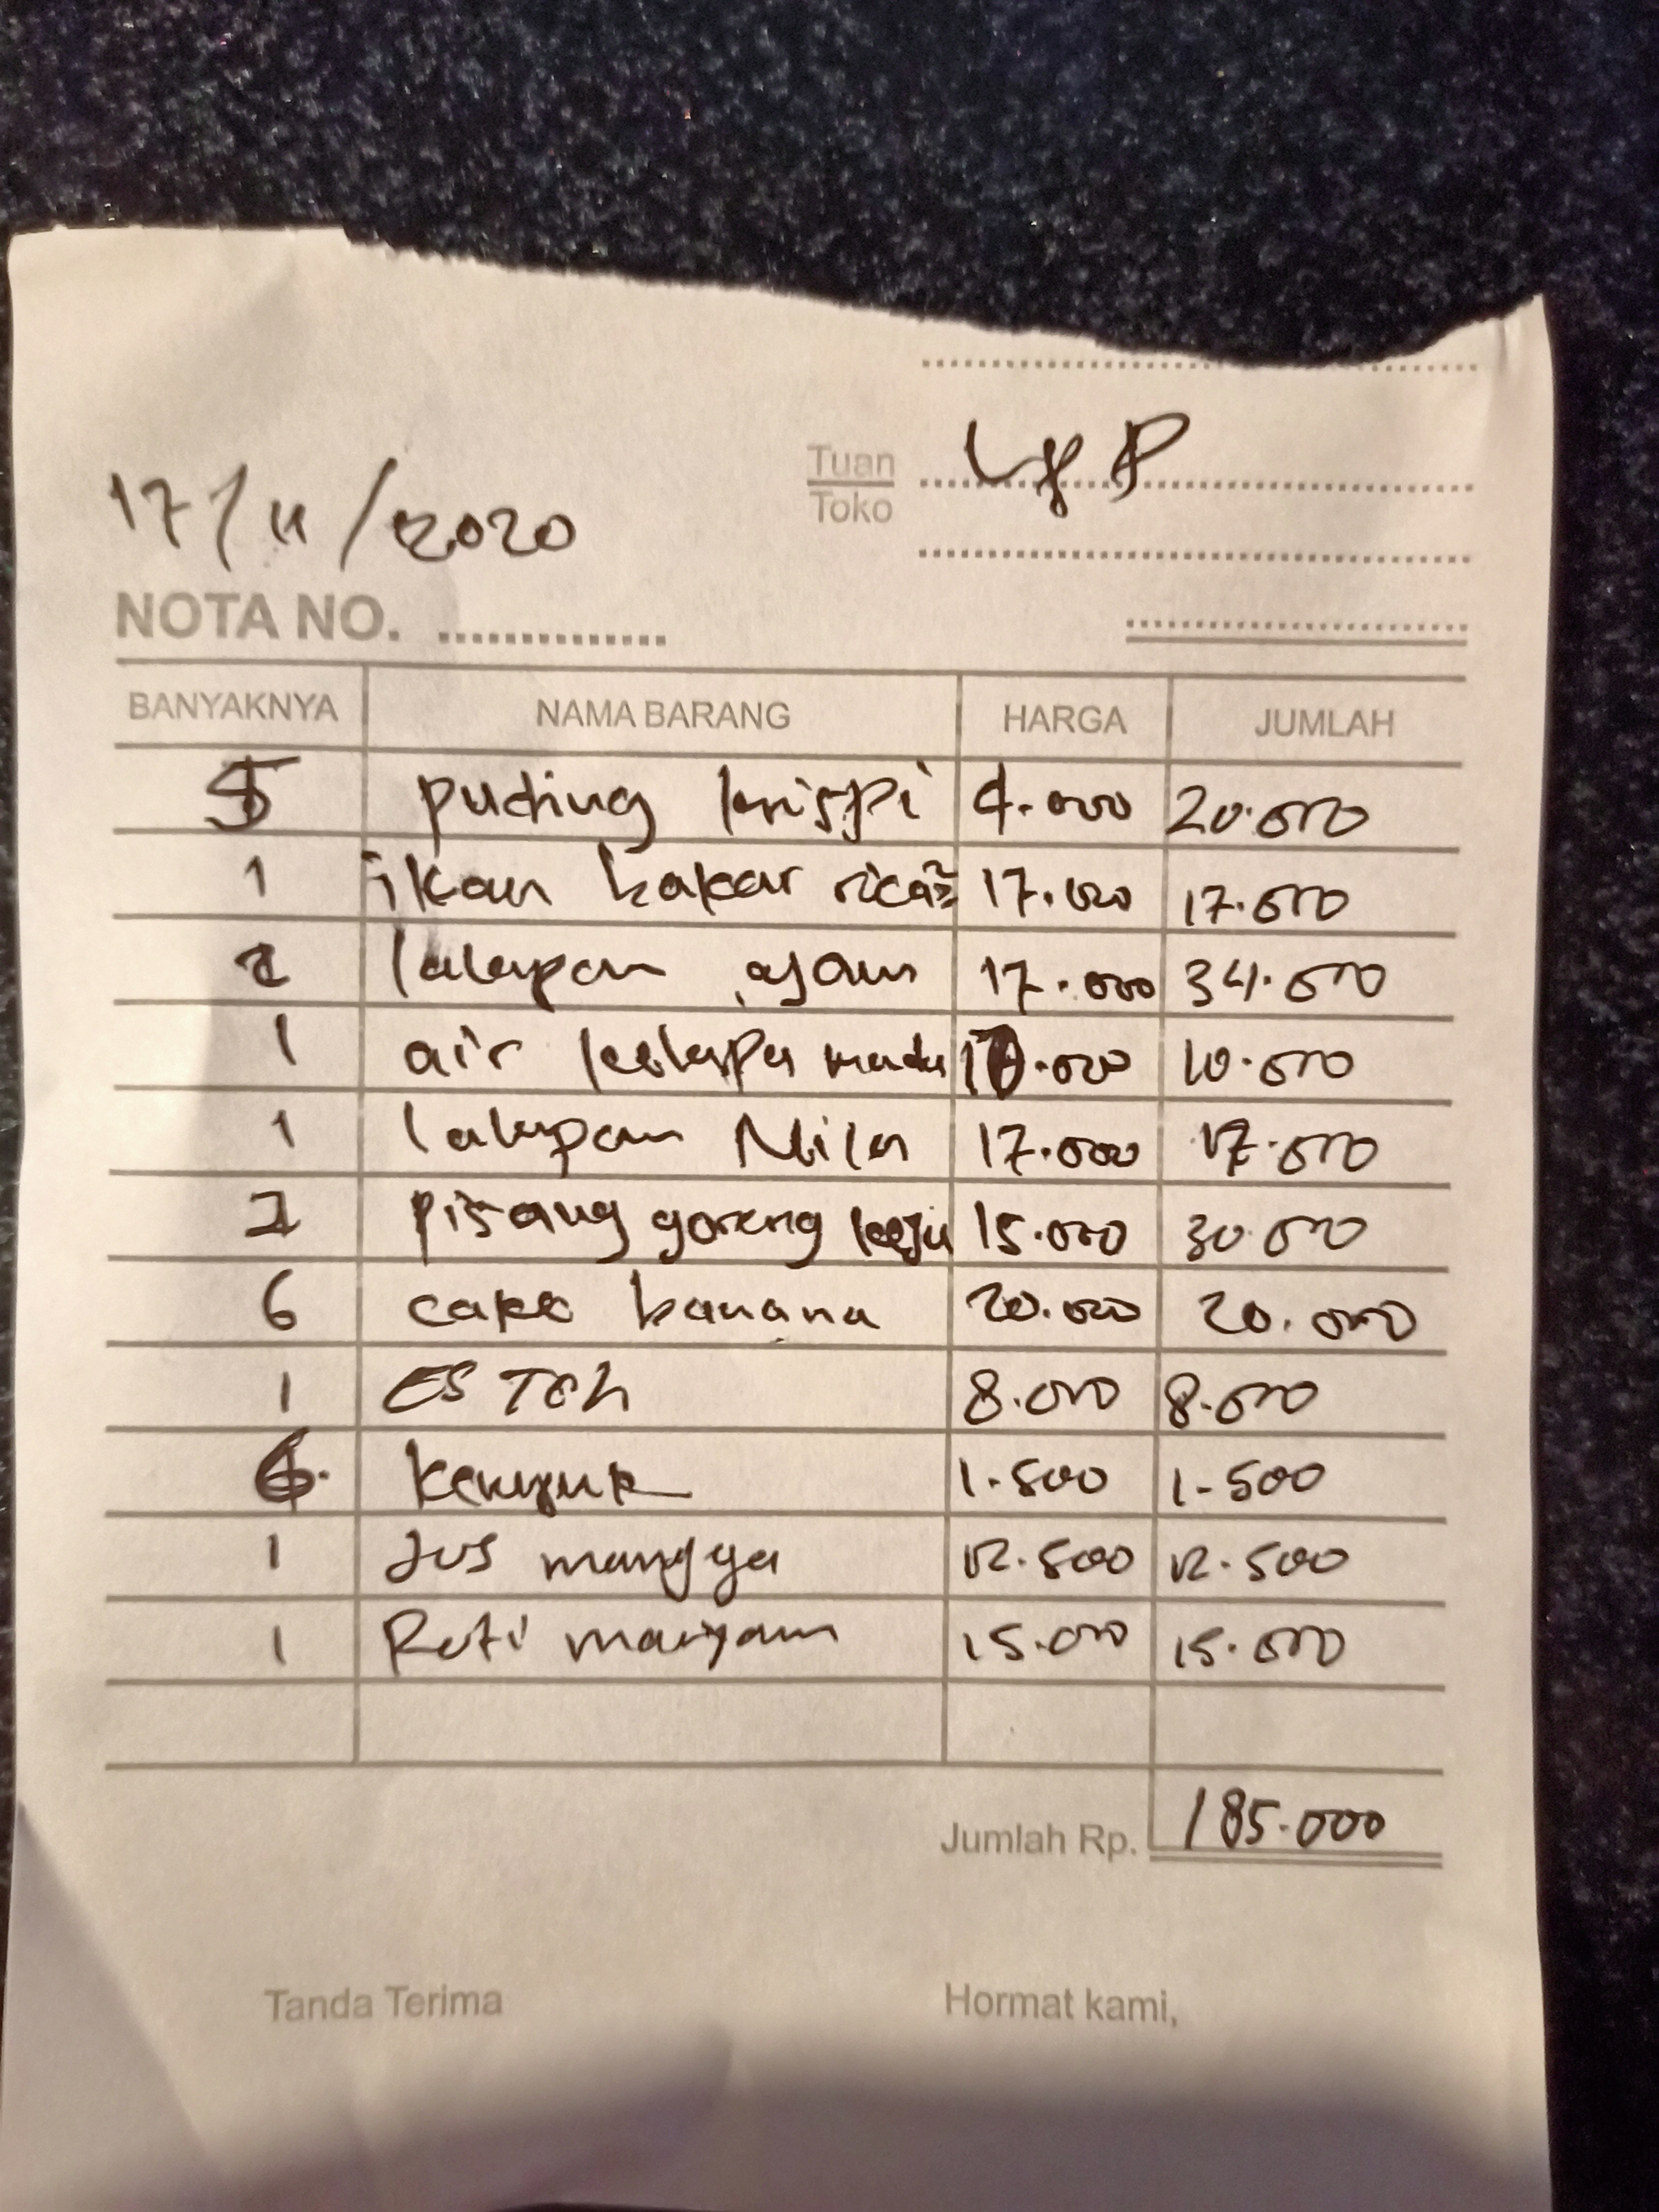 Tuan
Toko
17/11/2020
NOTA NO. ..............
BANYAKNYA NAMA BARANG HARGA JUMLAH
5 puding krispi 4.000 20.000
1 ikan bakar rica² 17.000 17.000
2 lalapan ayam 17.000 34.000
1 air kelapa madu 10.000 10.000
1 lalapan Nila 17.000 17.000
2 pisang goreng keju 15.000 30.000
6 cake banana 20.000 20.000
1 ES Teh 8.000 8.000
kerupuk 1.500 1.500
1 Jus mangga 12.500 12.500
1 Roti maryam 15.000 15.000
Jumlah Rp. 185.000
Tanda Terima Hormat kami,